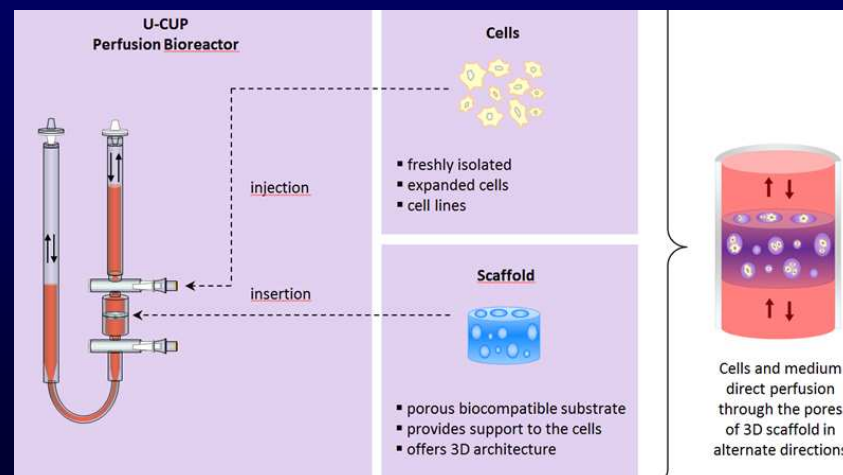 U-CUP
Perfusion Bioreactor
injection
insertion
Cells
▪ freshly isolated
▪ expanded cells
▪ cell lines
Scaffold
▪ porous biocompatible substrate
▪ provides support to the cells
▪ offers 3D architecture
Cells and medium
direct perfusion
through the pores
of 3D scaffold in
alternate directions